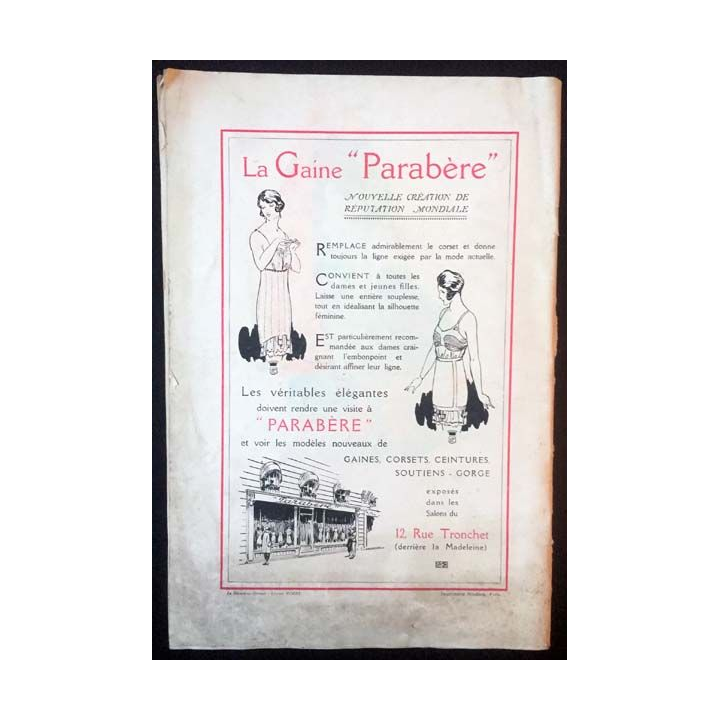 La Gaine “Parabère”
NOUVELLE CRÉATION DE
RÉPUTATION MONDIALE
REMPLACE admirablement le corset et donne
toujours la ligne exigée par la mode actuelle.
CONVIENT à toutes les
dames et jeunes filles.
Laisse une entière souplesse,
tout en idéalisant la silhouette
féminine.
EST particulièrement recom-
mandée aux dames craig-
nant l'embonpoint et
désirant affiner leur ligne.
Les véritables élégantes
doivent rendre une visite à
“PARABÈRE”
et voir les modèles nouveaux de
GAINES, CORSETS, CEINTURES,
SOUTIENS-GORGE
exposés
dans les
Salons du
12, Rue Tronchet
(derrière la Madeleine)